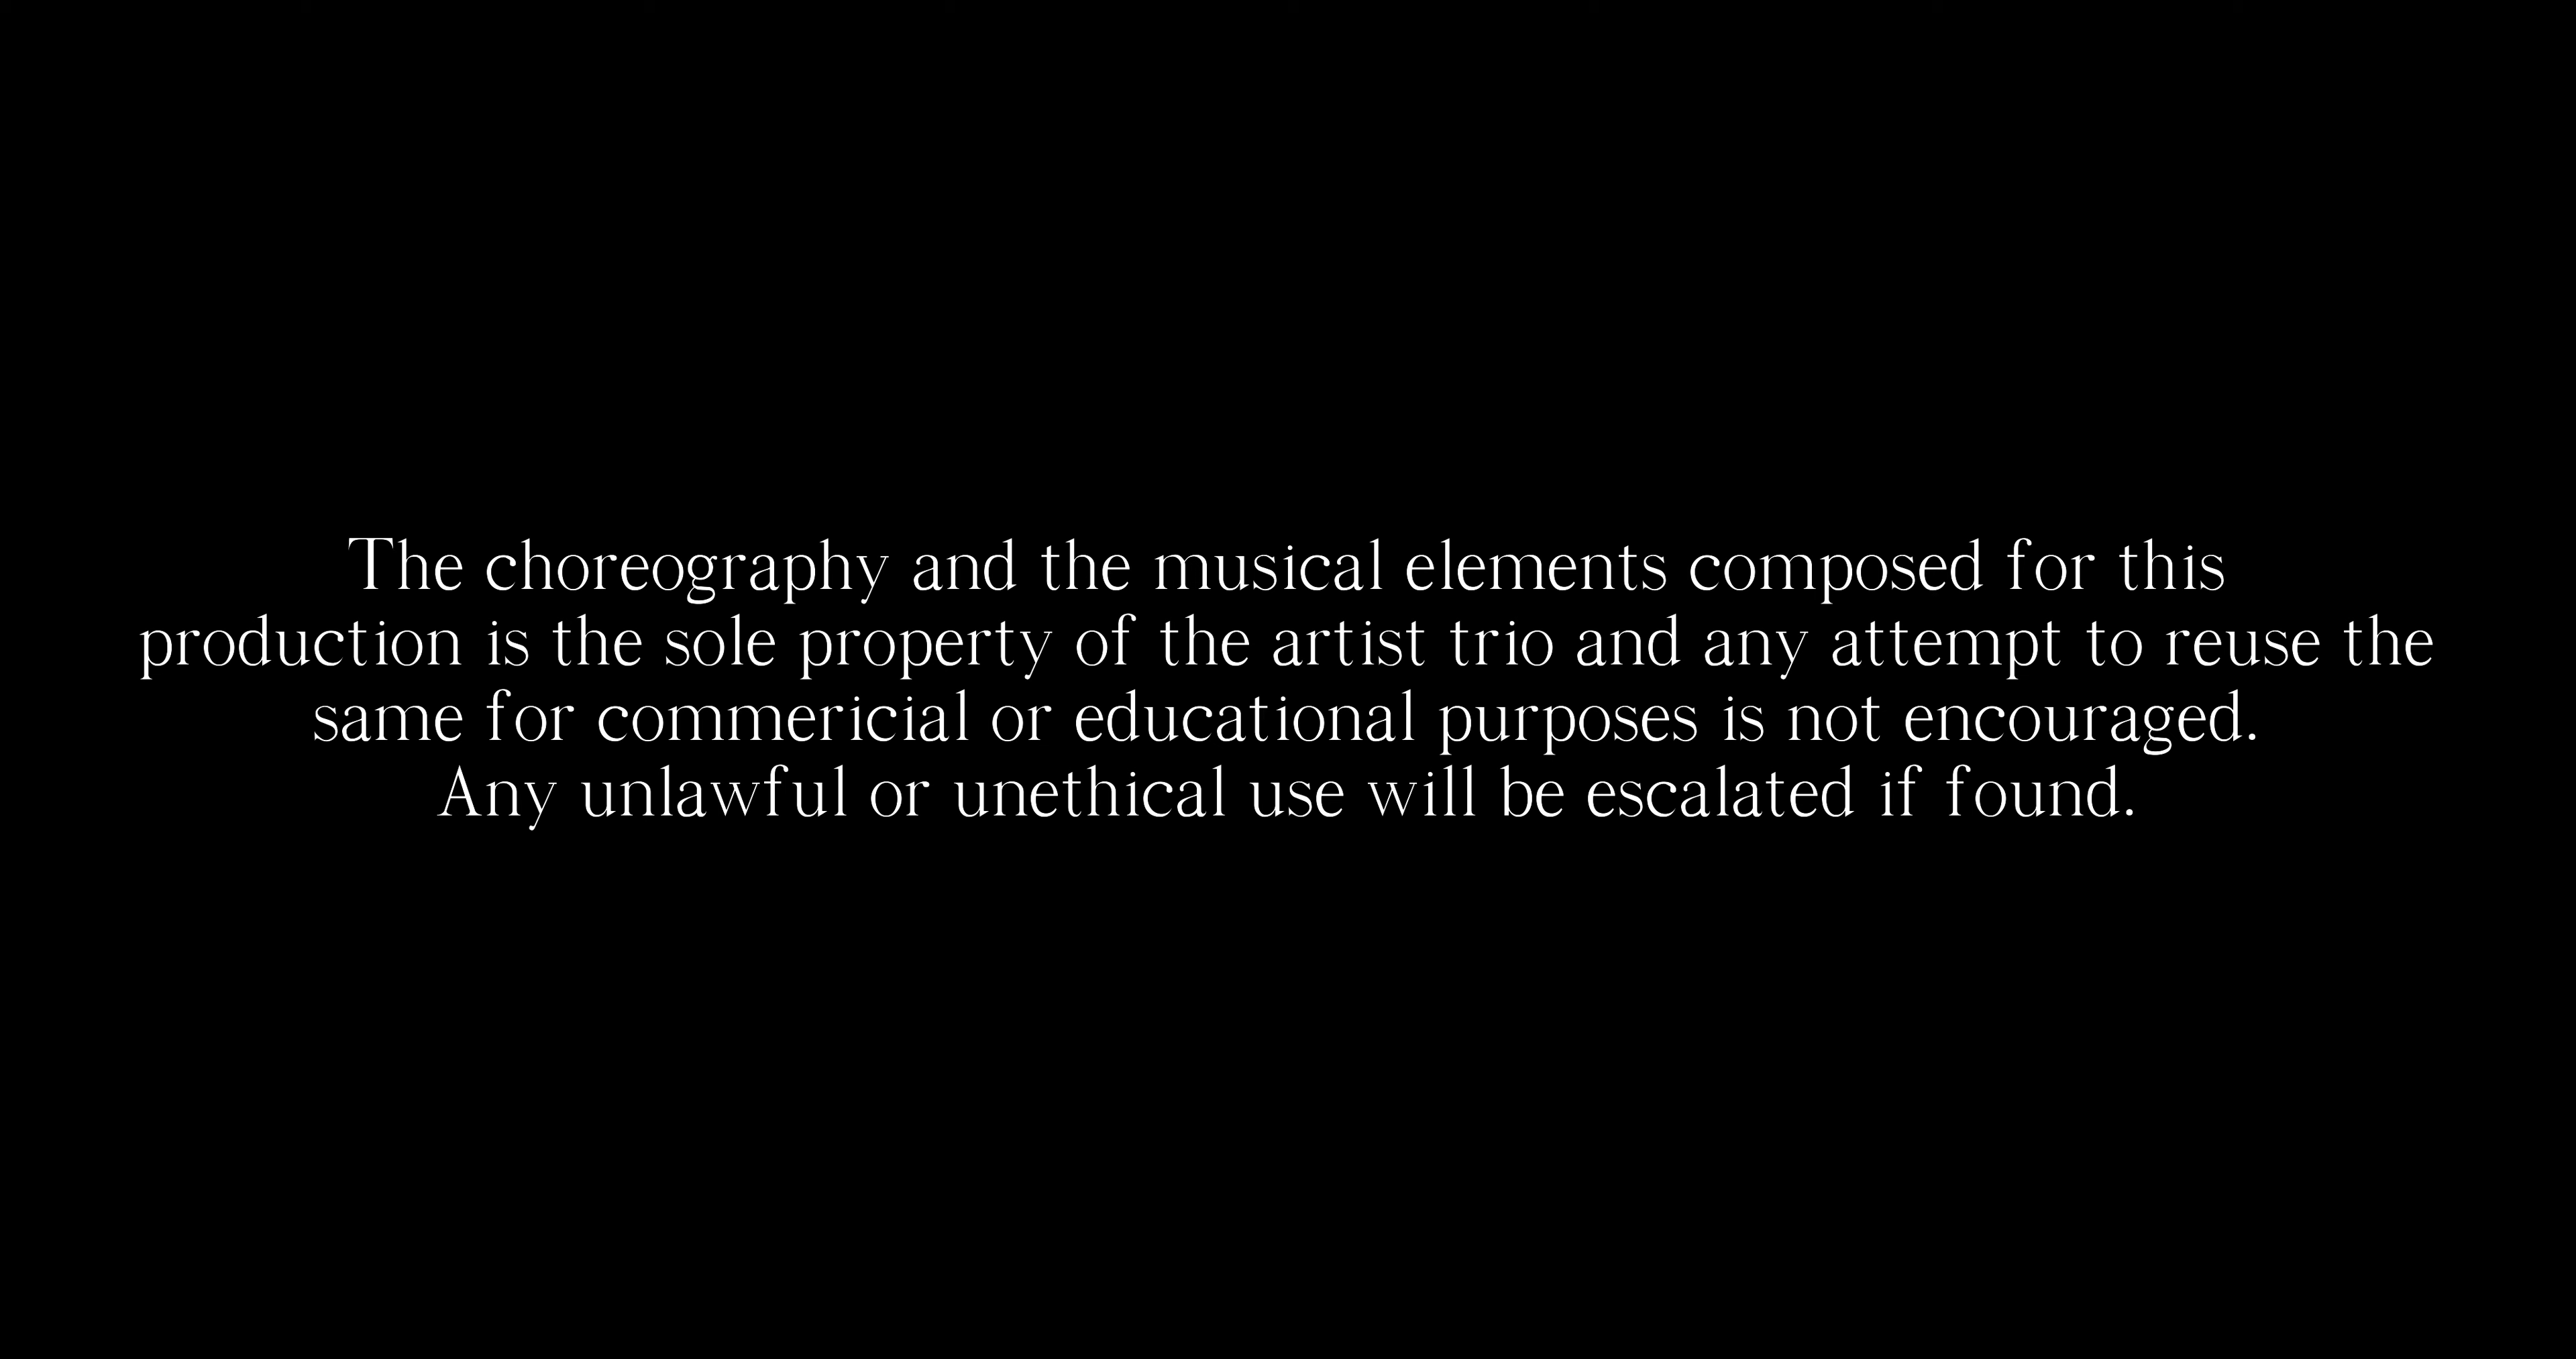 The choreography and the musical elements composed for this
production is the sole property of the artist trio and any attempt to reuse the
same for commericial or educational purposes is not encouraged.
Any unlawful or unethical use will be escalated if found.